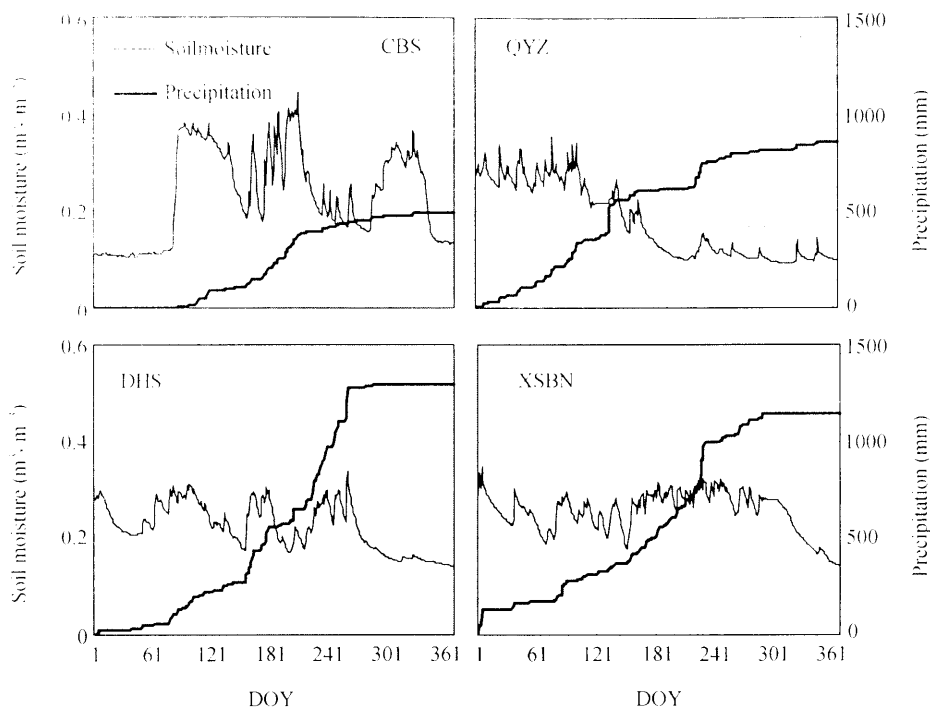 0.6
Soilmoisture
Precipitation
CBS
0.4
0.2
0
Soil moisture (m³· m⁻³)
QYZ
1500
1000
500
0
Precipitation (mm)
DHS
0.6
0.4
0.2
0
Soil moisture (m³· m⁻³)
1 61 121 181 241 301 361
DOY
XSBN
1500
1000
500
0
Precipitation (mm)
1 61 121 181 241 301 361
DOY